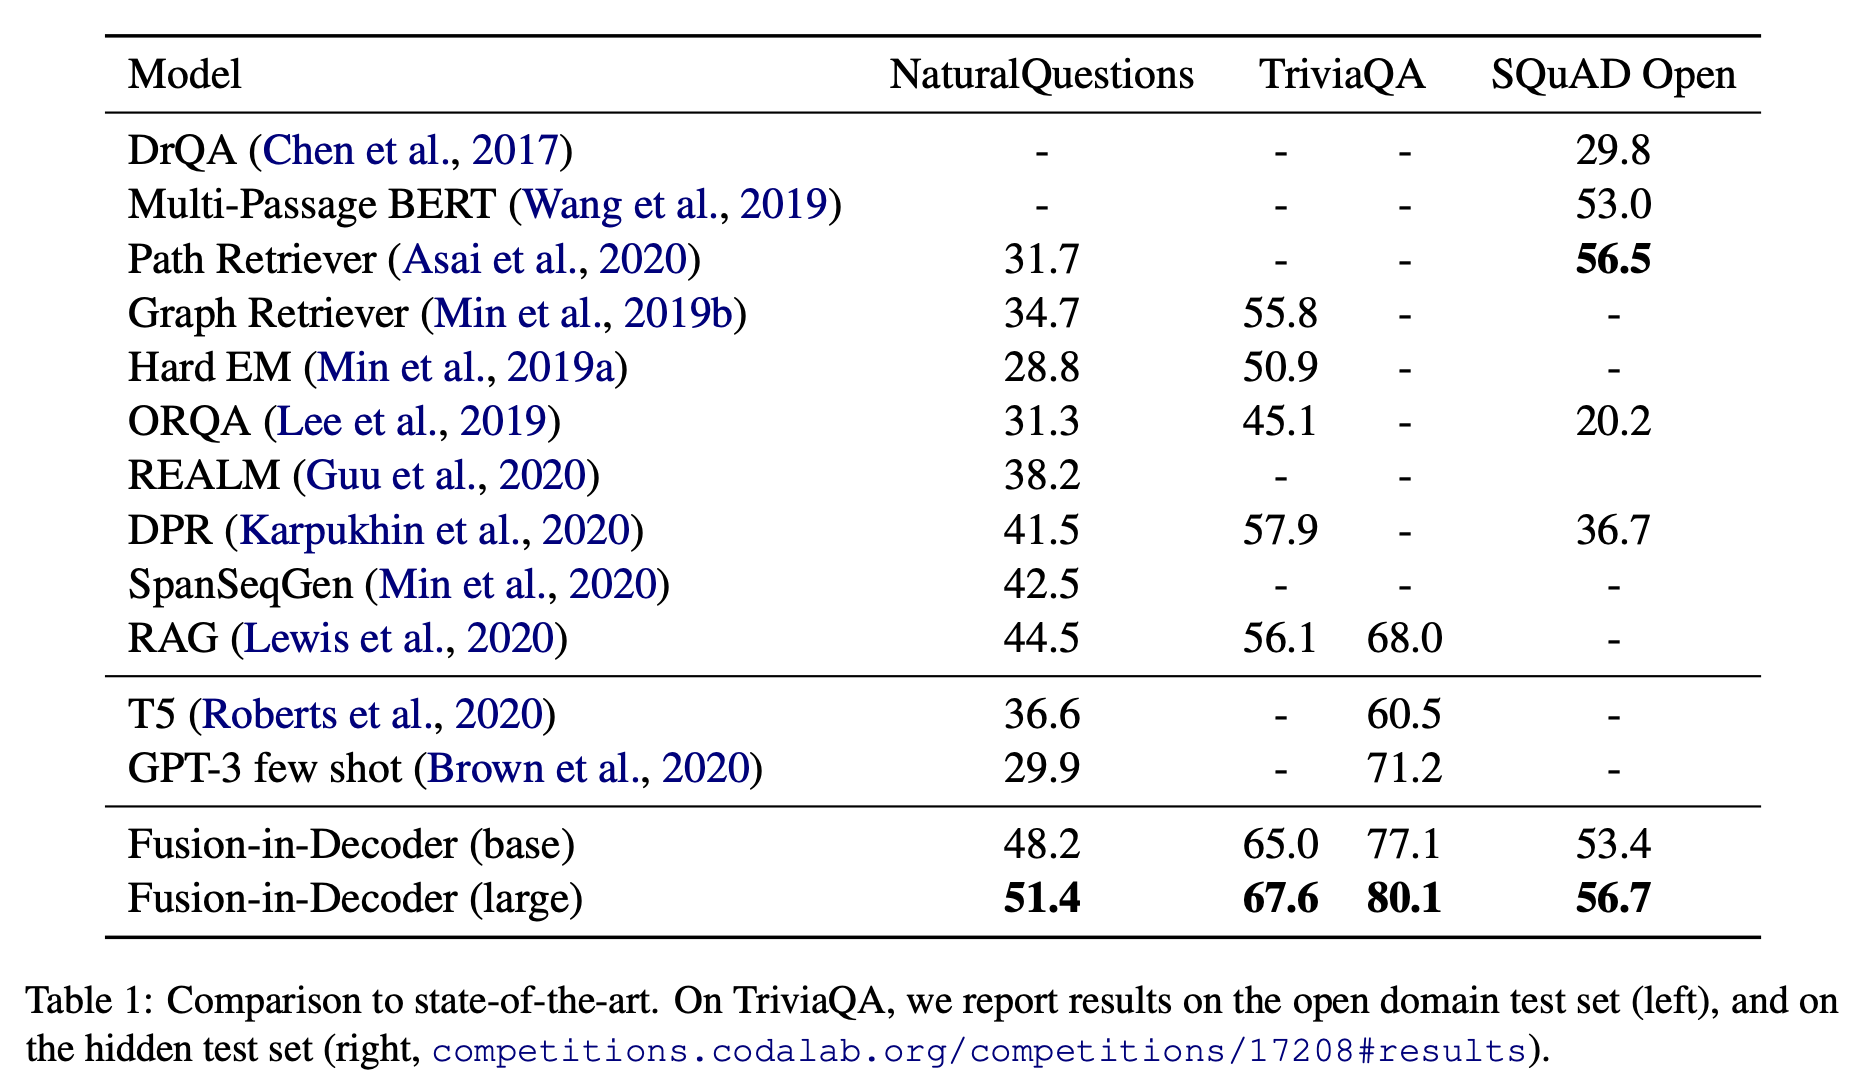 Model NaturalQuestions TriviaQA SQuAD Open
DrQA (Chen et al., 2017) - - - 29.8
Multi-Passage BERT (Wang et al., 2019) - - - 53.0
Path Retriever (Asai et al., 2020) 31.7 - - 56.5
Graph Retriever (Min et al., 2019b) 34.7 55.8 - -
Hard EM (Min et al., 2019a) 28.8 50.9 - -
ORQA (Lee et al., 2019) 31.3 45.1 - 20.2
REALM (Guu et al., 2020) 38.2 - -
DPR (Karpukhin et al., 2020) 41.5 57.9 - 36.7
SpanSeqGen (Min et al., 2020) 42.5 - - -
RAG (Lewis et al., 2020) 44.5 56.1 68.0 -
T5 (Roberts et al., 2020) 36.6 - 60.5 -
GPT-3 few shot (Brown et al., 2020) 29.9 - 71.2 -
Fusion-in-Decoder (base) 48.2 65.0 77.1 53.4
Fusion-in-Decoder (large) 51.4 67.6 80.1 56.7
Table 1: Comparison to state-of-the-art. On TriviaQA, we report results on the open domain test set (left), and on
the hidden test set (right, competitions.codalab.org/competitions/17208#results).